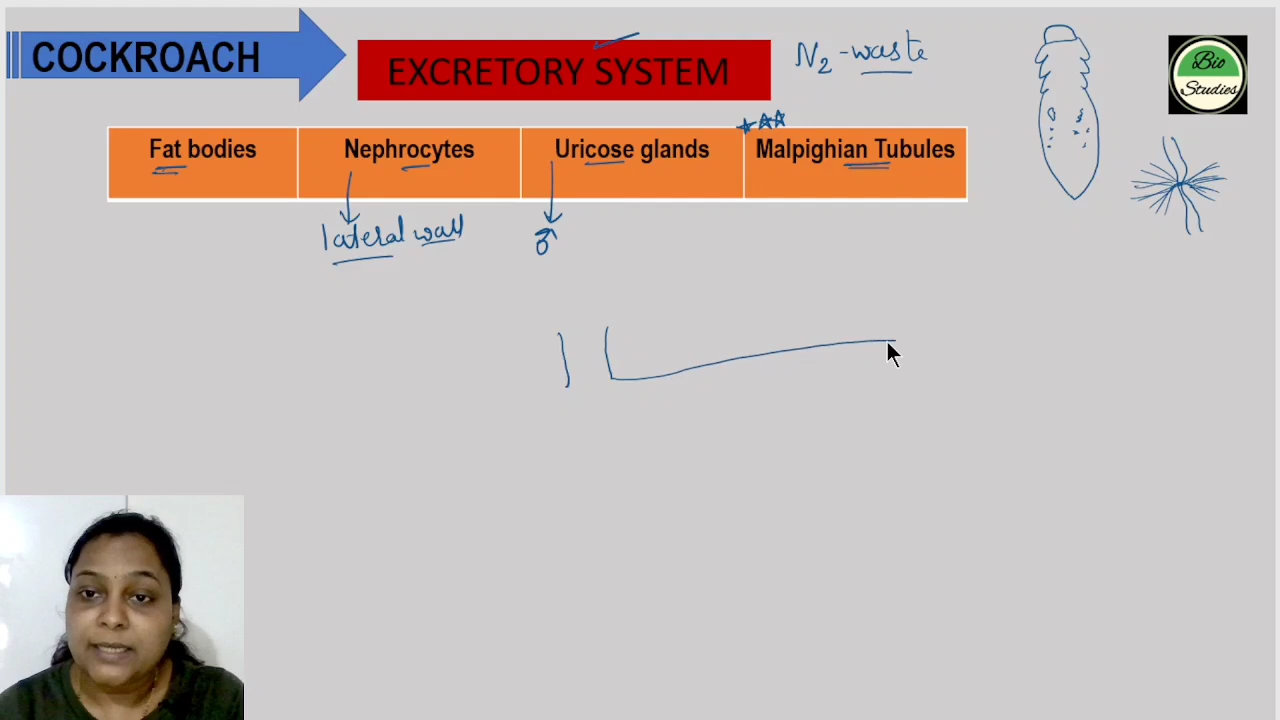 COCKROACH
EXCRETORY SYSTEM
N2-waste
Bio
Studies
Fat bodies
Nephrocytes
Uricose glands
Malpighian Tubules
lateral wall
♂